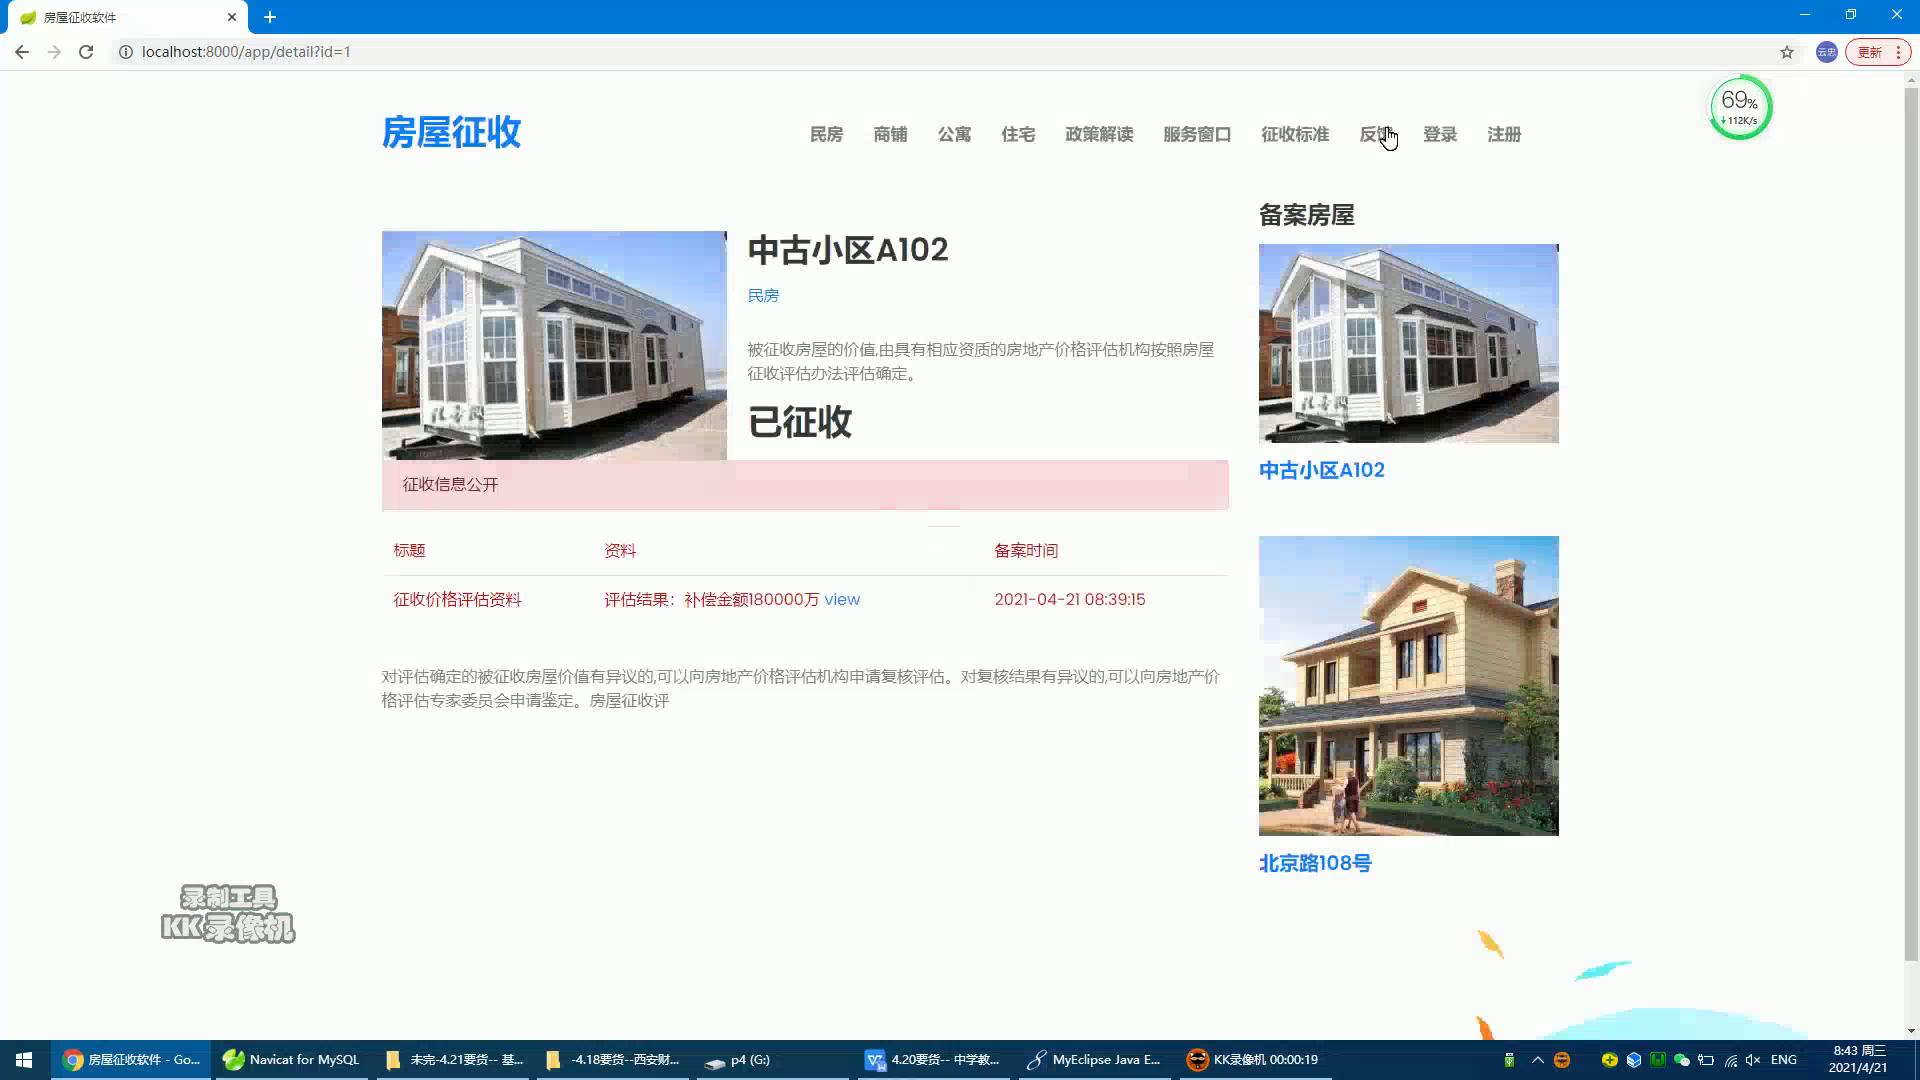 房屋征收软件
localhost:8000/app/detail?id=1
云忠
更新
69%
112K/s
房屋征收
民房 商铺 公寓 住宅 政策解读 服务窗口 征收标准 登录 注册
中古小区A102
民房
被征收房屋的价值,由具有相应资质的房地产价格评估机构按照房屋
征收评估办法评估确定。
已征收
征收信息公开
标题 资料 备案时间
征收价格评估资料 评估结果：补偿金额180000万 view 2021-04-21 08:39:15
对评估确定的被征收房屋价值有异议的,可以向房地产价格评估机构申请复核评估。对复核结果有异议的,可以向房地产价
格评估专家委员会申请鉴定。房屋征收评
备案房屋
中古小区A102
北京路108号
录制工具
KK录像机
房屋征收软件 - Go...
Navicat for MySQL
未完-4.21要货-- 基...
-4.18要货--西安财...
p4 (G:)
4.20要货-- 中学教...
MyEclipse Java E...
KK录像机 00:00:19
ENG
8:43 周三
2021/4/21